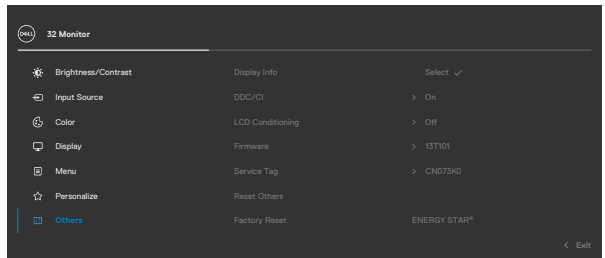 DELL 32 Monitor
Brightness/Contrast Display Info Select ✓
Input Source DDC/CI > On
Color LCD Conditioning > Off
Display Firmware > 13T101
Menu Service Tag > CN073K0
Personalize Reset Others
Others Factory Reset ENERGY STAR®
< Exit